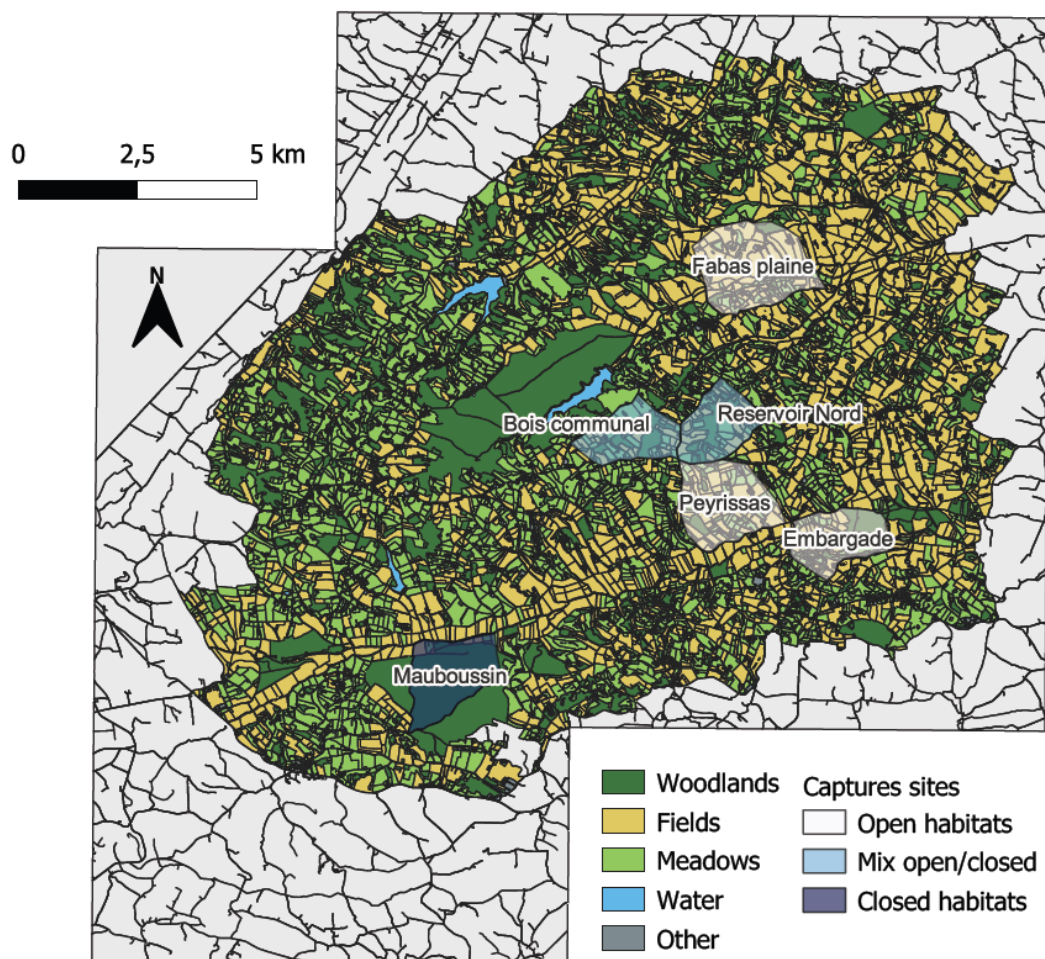 0 2,5 5 km
N
Fabas plaine
Bois communal
Reservoir Nord
Peyrissas
Embargade
Mauboussin
Woodlands
Fields
Meadows
Water
Other
Captures sites
Open habitats
Mix open/closed
Closed habitats